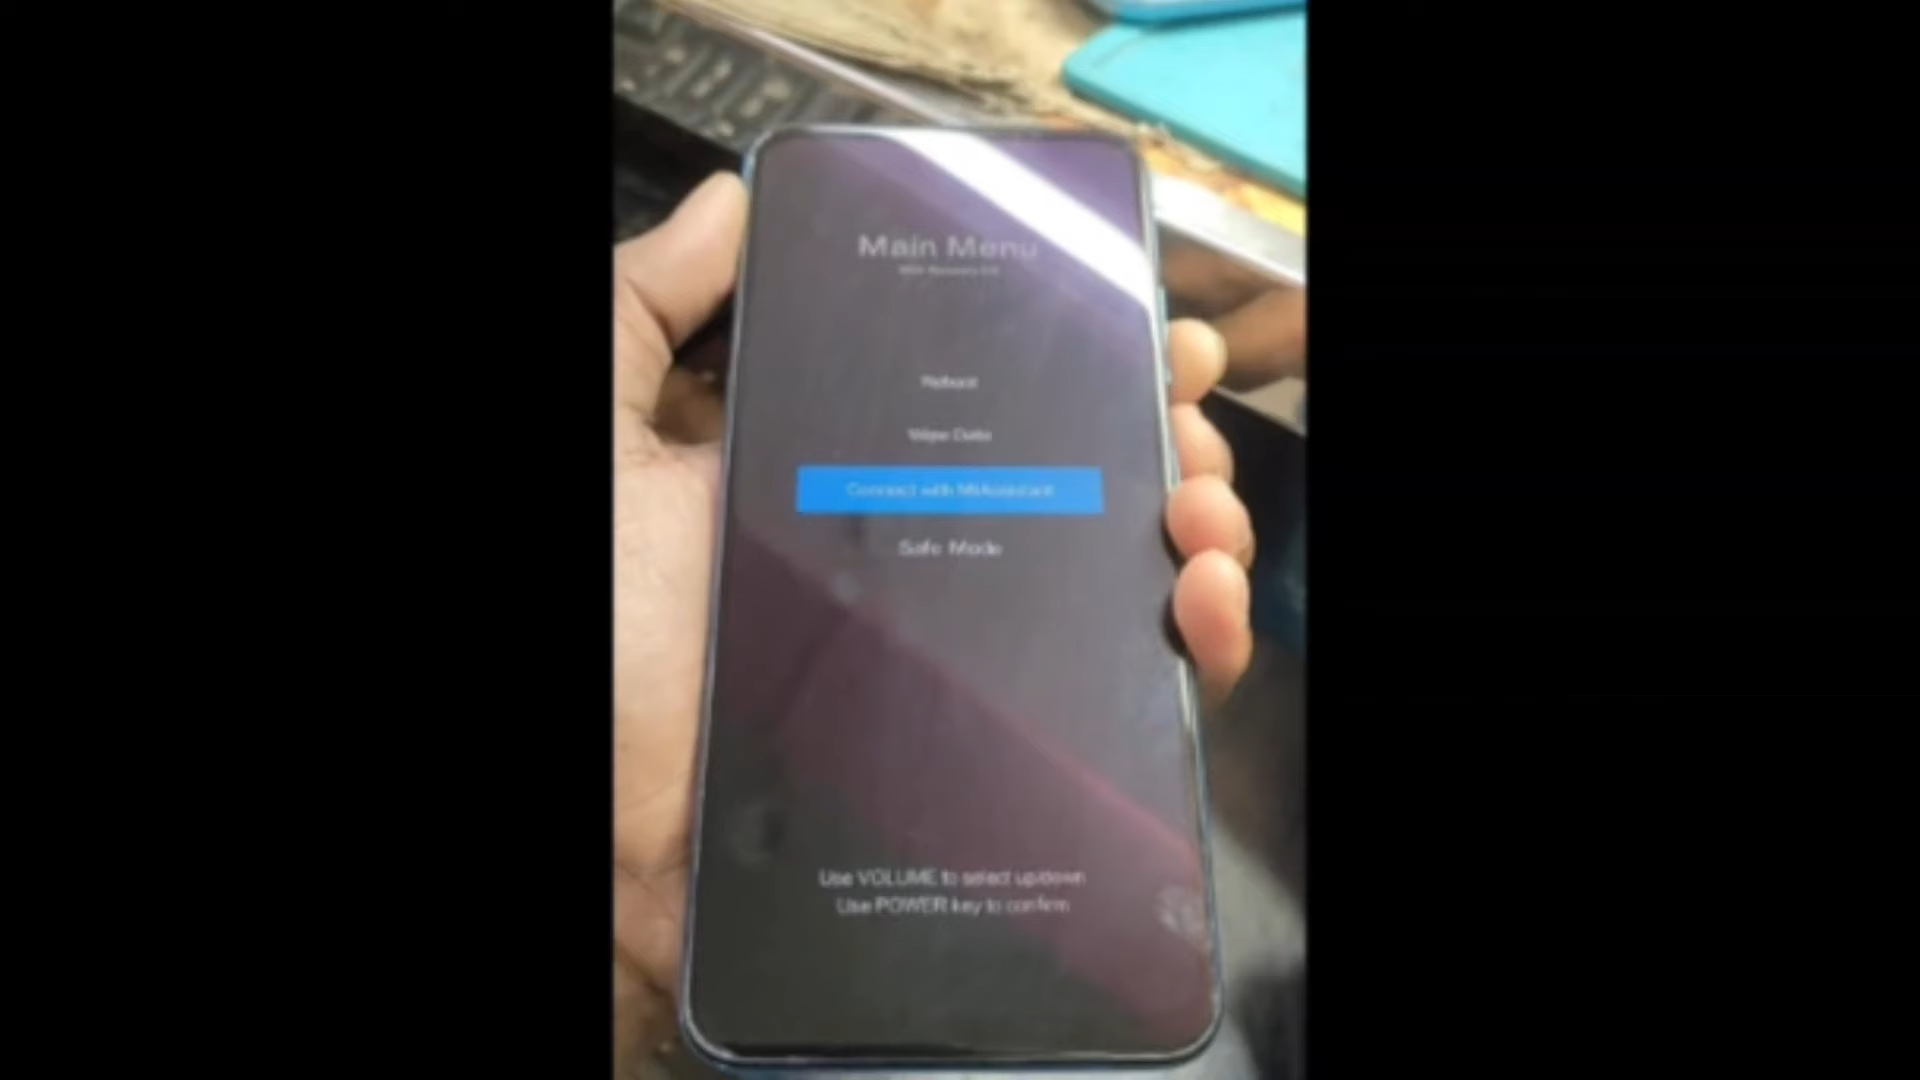 Main Menu
Reboot
Wipe Data
Connect with MIAssistant
Safe Mode
Use VOLUME to select up/down
Use POWER key to confirm